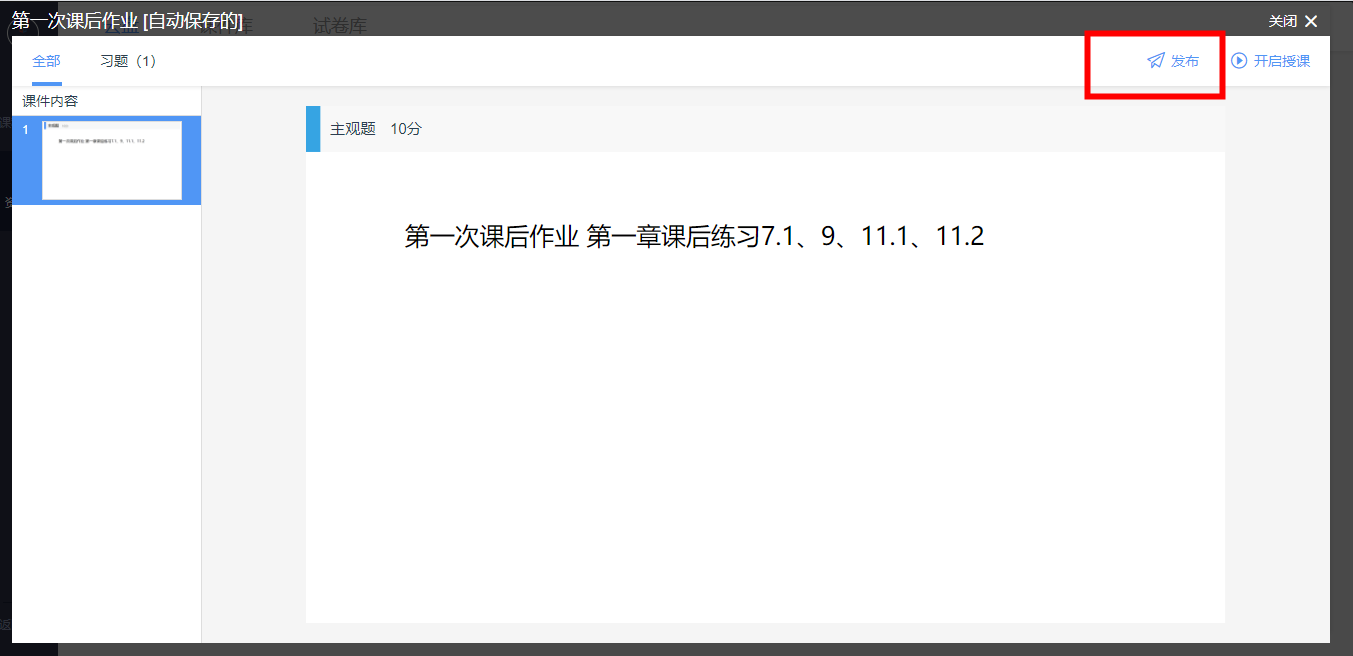 第一次课后作业 [自动保存的]
试卷库
关闭
全部
习题（1）
发布
开启授课
课件内容
1
主观题 10分
第一次课后作业 第一章课后练习7.1、9、11.1、11.2